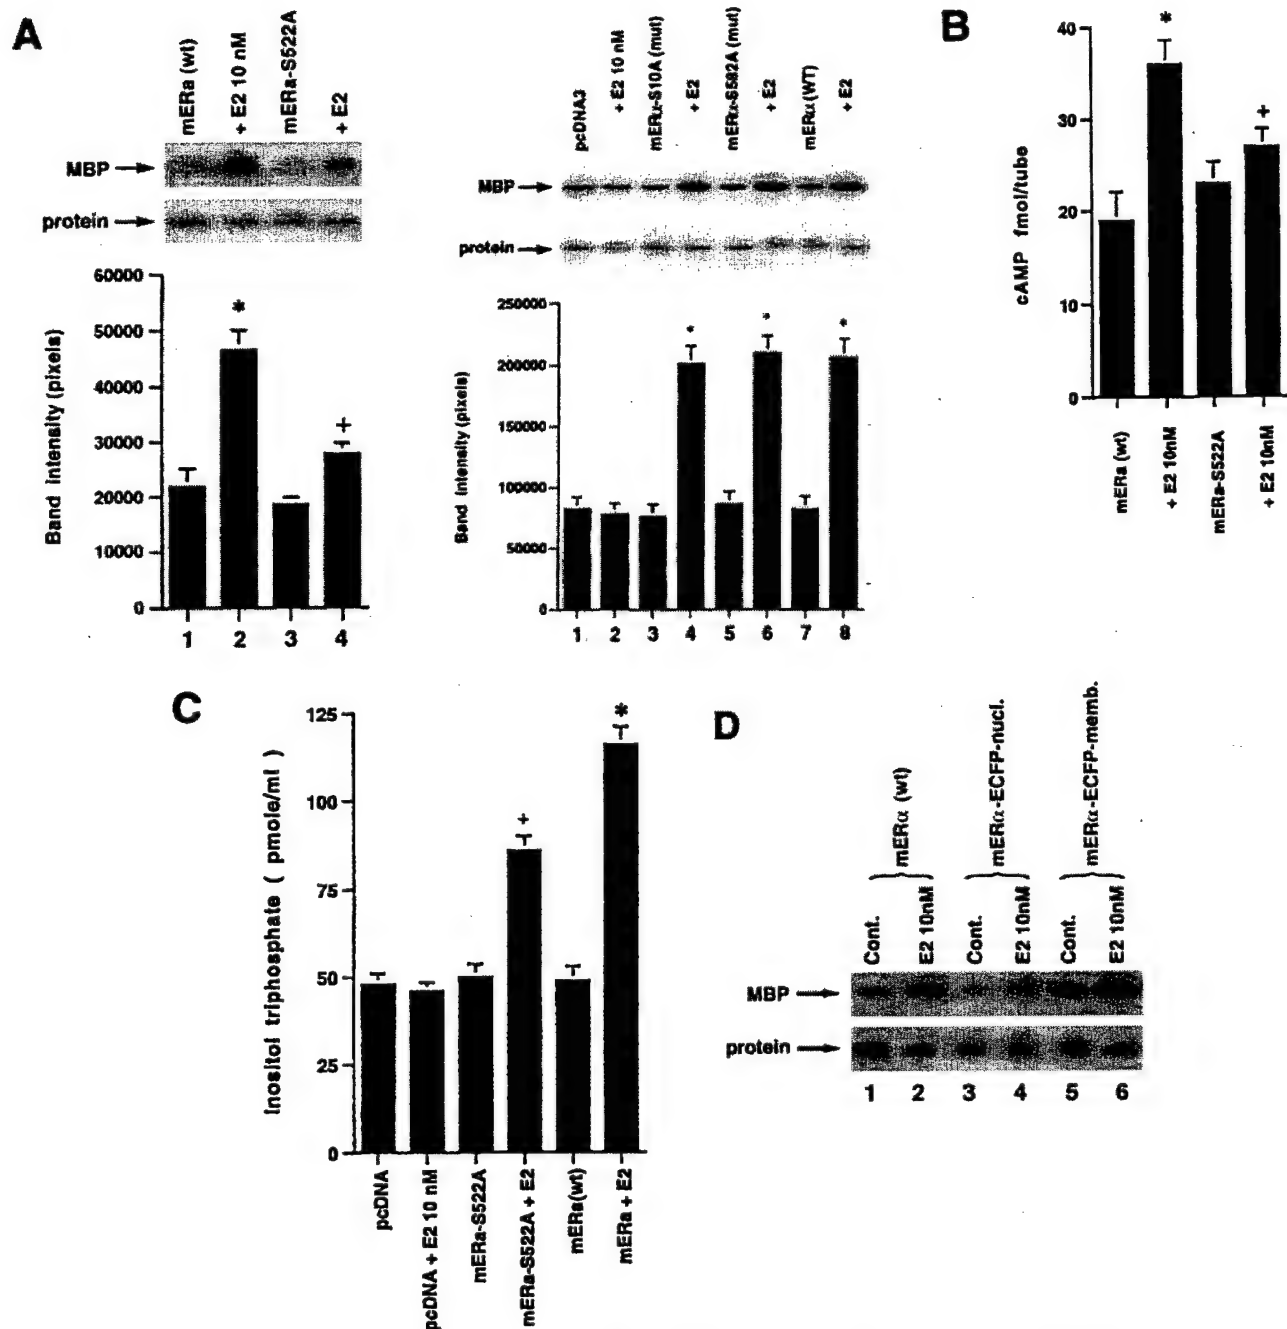 A
mERa (wt)
+ E2 10 nM
mERa-S522A
+ E2
MBP
protein
60000
50000
40000
30000
20000
10000
0
Band intensity (pixels)
*
+
1 2 3 4
pcDNA3
+ E2 10 nM
mERα-S10A (mut)
+ E2
mERα-S582A (mut)
+ E2
mERα (WT)
+ E2
MBP
protein
250000
200000
150000
100000
50000
0
Band intensity (pixels)
* * *
1 2 3 4 5 6 7 8
B
40
30
20
10
0
cAMP fmol/tube
*
+
mERa (wt)
+ E2 10nM
mERa-S522A
+ E2 10nM
C
125
100
75
50
25
0
Inositol triphosphate ( pmole/ml )
+
*
pcDNA
pcDNA + E2 10 nM
mERa-S522A
mERa-S522A + E2
mERa(wt)
mERa + E2
D
mERα (wt)
mERα-ECFP-nucl.
mERα-ECFP-memb.
Cont.
E2 10nM
Cont.
E2 10nM
Cont.
E2 10nM
MBP
protein
1 2 3 4 5 6